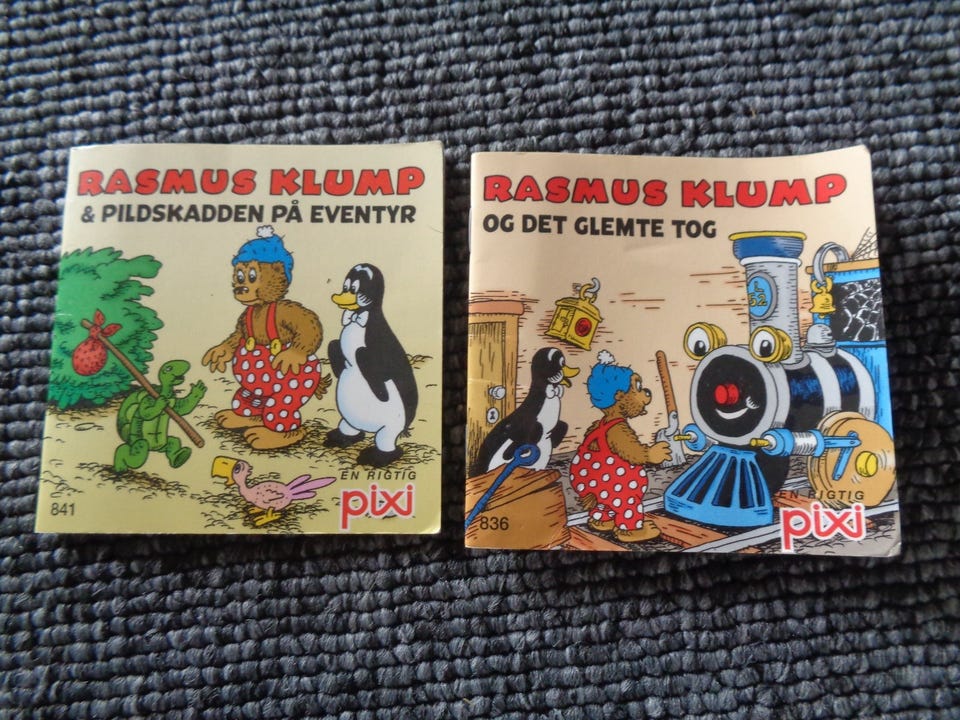 RASMUS KLUMP
& PILDSKADDEN PÅ EVENTYR
EN RIGTIG
pixi
841
RASMUS KLUMP
OG DET GLEMTE TOG
L
52
EN RIGTIG
pixi
836